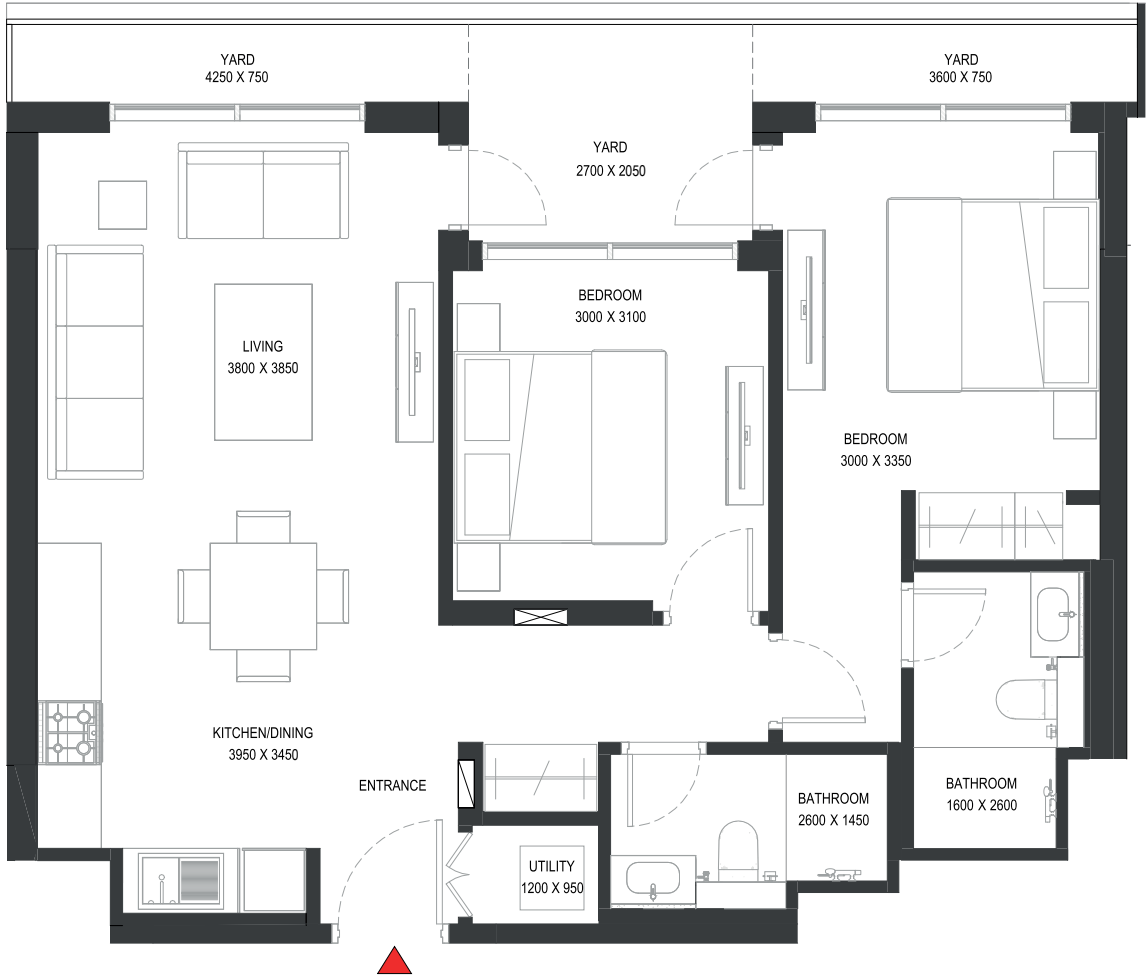 YARD
4250 X 750
YARD
3600 X 750
YARD
2700 X 2050
BEDROOM
3000 X 3100
LIVING
3800 X 3850
BEDROOM
3000 X 3350
KITCHEN/DINING
3950 X 3450
ENTRANCE
BATHROOM
2600 X 1450
BATHROOM
1600 X 2600
UTILITY
1200 X 950